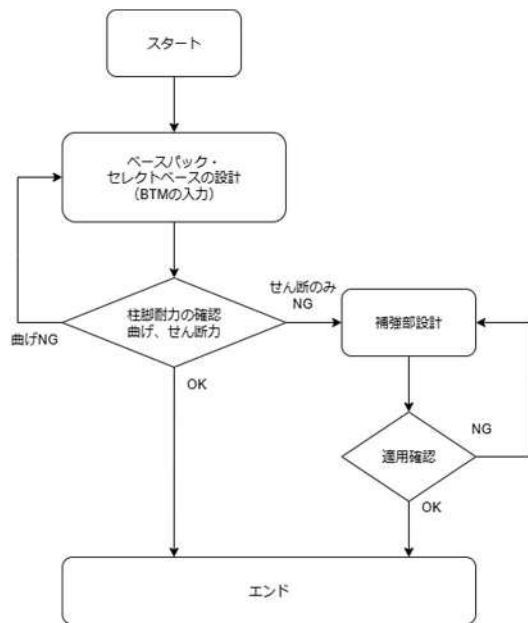 スタート
ベースパック・
セレクトベースの設計
（BTMの入力）
せん断のみ
NG
柱脚耐力の確認
曲げ、せん断力
補強部設計
曲げNG
OK
NG
適用確認
OK
エンド